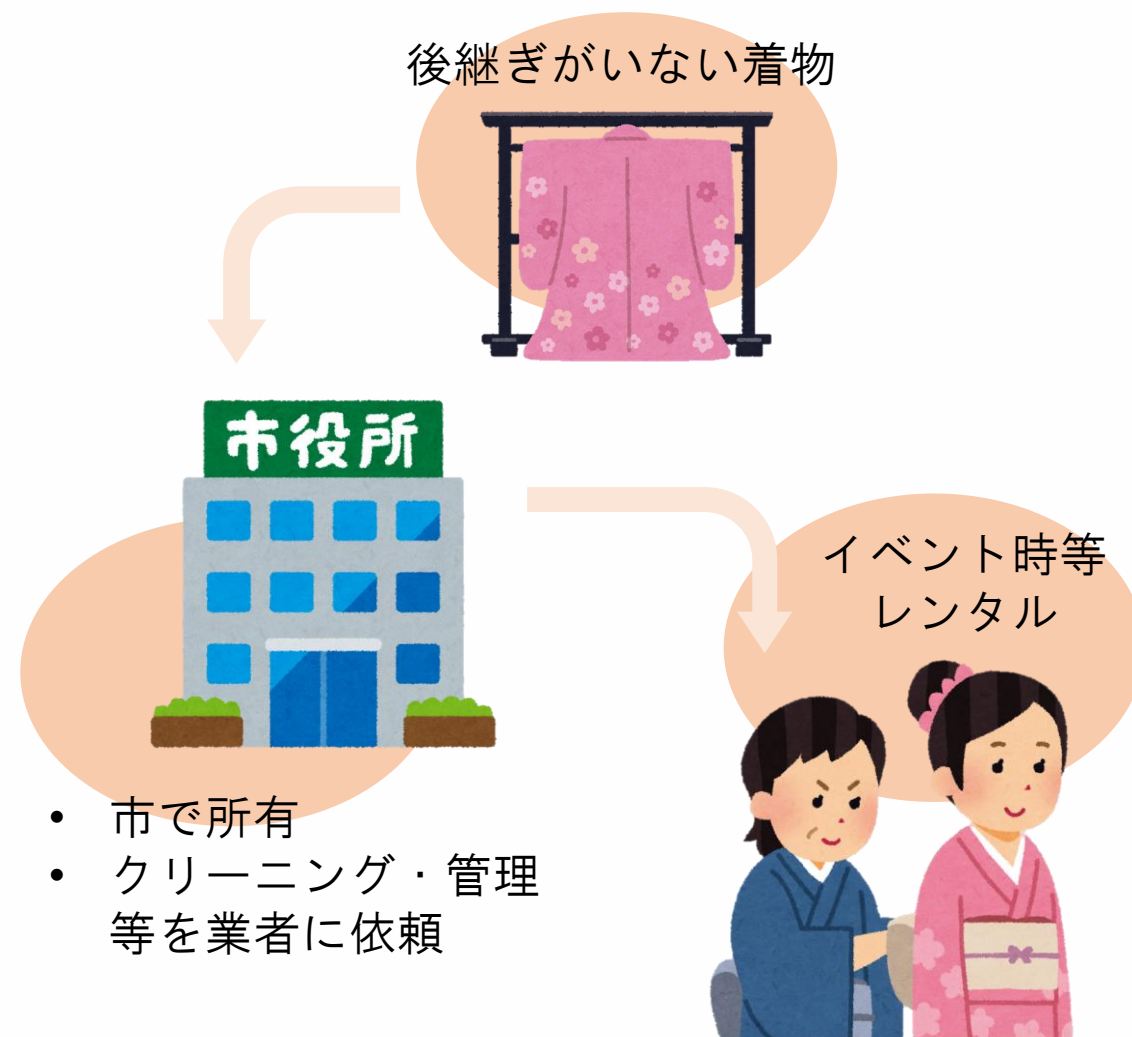 後継ぎがいない着物
市役所
イベント時等
レンタル
• 市で所有
• クリーニング・管理
等を業者に依頼